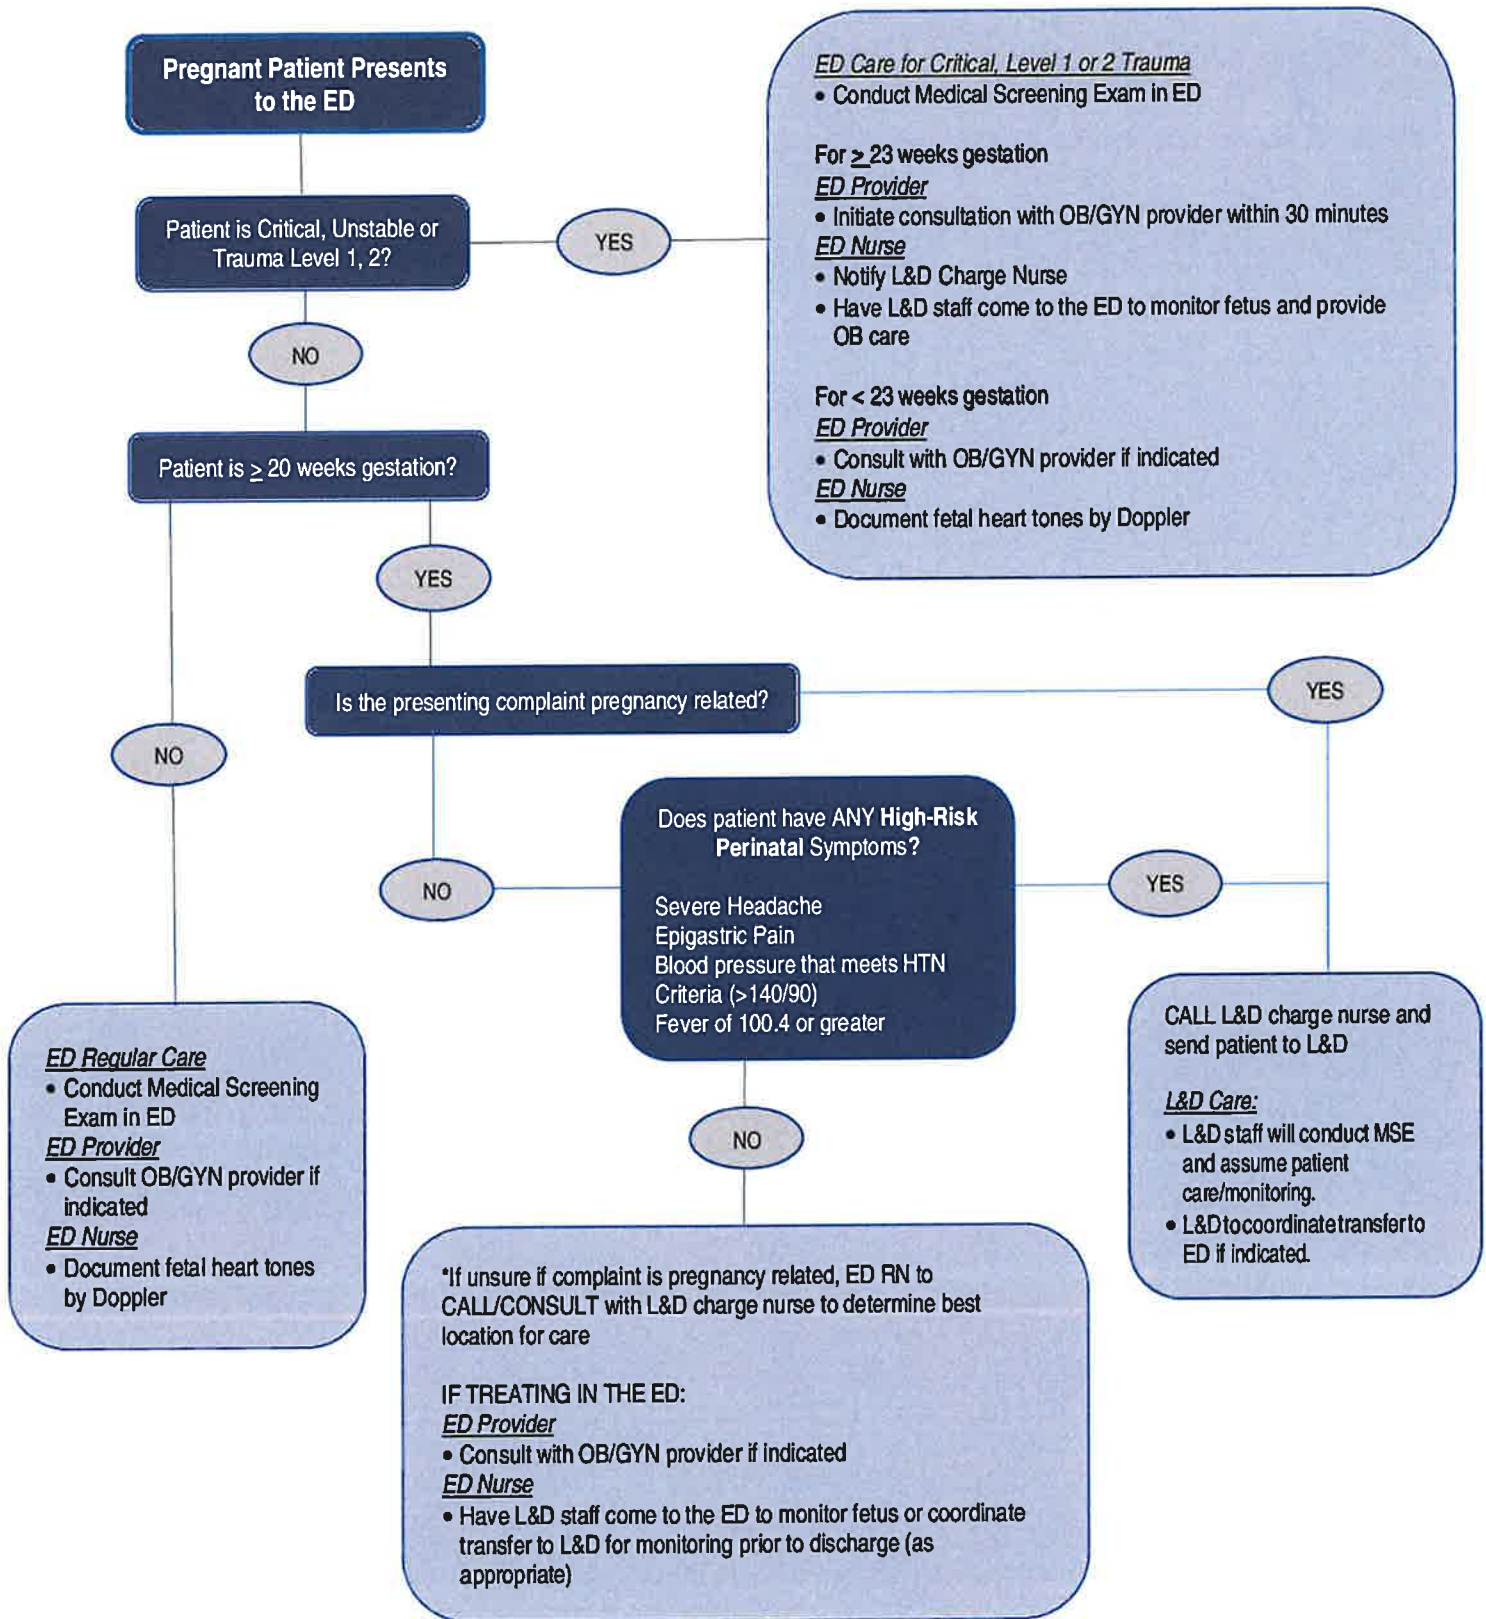 Pregnant Patient Presents
to the ED
Patient is Critical, Unstable or
Trauma Level 1, 2?
YES
ED Care for Critical, Level 1 or 2 Trauma
• Conduct Medical Screening Exam in ED
For ≥ 23 weeks gestation
ED Provider
• Initiate consultation with OB/GYN provider within 30 minutes
ED Nurse
• Notify L&D Charge Nurse
• Have L&D staff come to the ED to monitor fetus and provide
OB care
For < 23 weeks gestation
ED Provider
• Consult with OB/GYN provider if indicated
ED Nurse
• Document fetal heart tones by Doppler
NO
Patient is ≥ 20 weeks gestation?
YES
Is the presenting complaint pregnancy related?
YES
NO
Does patient have ANY High-Risk
Perinatal Symptoms?
Severe Headache
Epigastric Pain
Blood pressure that meets HTN
Criteria (>140/90)
Fever of 100.4 or greater
NO
YES
CALL L&D charge nurse and
send patient to L&D
L&D Care:
• L&D staff will conduct MSE
and assume patient
care/monitoring.
• L&D to coordinate transfer to
ED if indicated.
ED Regular Care
• Conduct Medical Screening
Exam in ED
ED Provider
• Consult OB/GYN provider if
indicated
ED Nurse
• Document fetal heart tones
by Doppler
NO
*If unsure if complaint is pregnancy related, ED RN to
CALL/CONSULT with L&D charge nurse to determine best
location for care
IF TREATING IN THE ED:
ED Provider
• Consult with OB/GYN provider if indicated
ED Nurse
• Have L&D staff come to the ED to monitor fetus or coordinate
transfer to L&D for monitoring prior to discharge (as
appropriate)